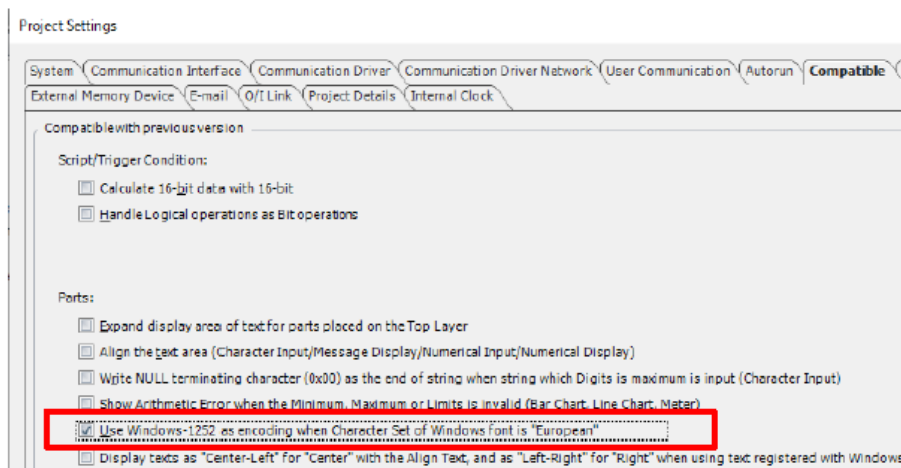 Project Settings
System Communication Interface Communication Driver Communication Driver Network User Communication Autorun Compatible
External Memory Device E-mail O/I Link Project Details Internal Clock
Compatible with previous version
Script/Trigger Condition:
Calculate 16-bit data with 16-bit
Handle Logical operations as Bit operations
Parts:
Expand display area of text for parts placed on the Top Layer
Align the text area (Character Input/Message Display/Numerical Input/Numerical Display)
Write NULL terminating character (0x00) as the end of string when string which Digits is maximum is input (Character Input)
Show Arithmetic Error when the Minimum, Maximum or Limits is invalid (Bar Chart, Line Chart, Meter)
Use Windows-1252 as encoding when Character Set of Windows font is "European"
Display texts as "Center-Left" for "Center" with the Align Text, and as "Left-Right" for "Right" when using text registered with Windows